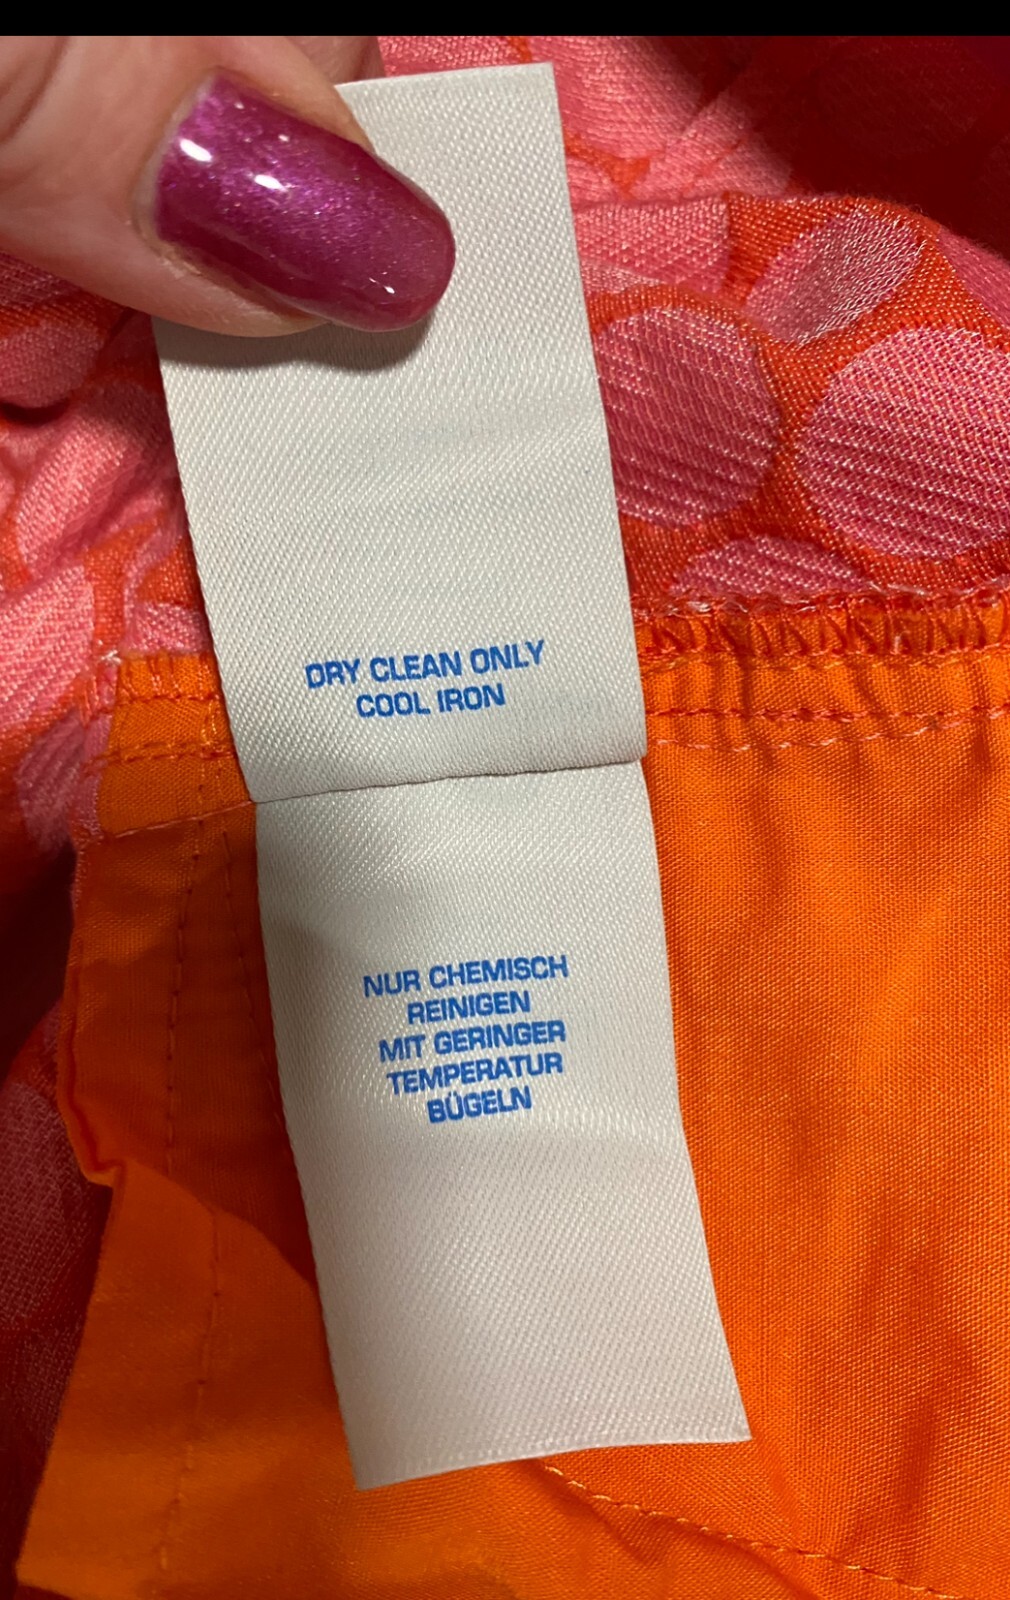 DRY CLEAN ONLY
COOL IRON
NUR CHEMISCH
REINIGEN
MIT GERINGER
TEMPERATUR
BÜGELN